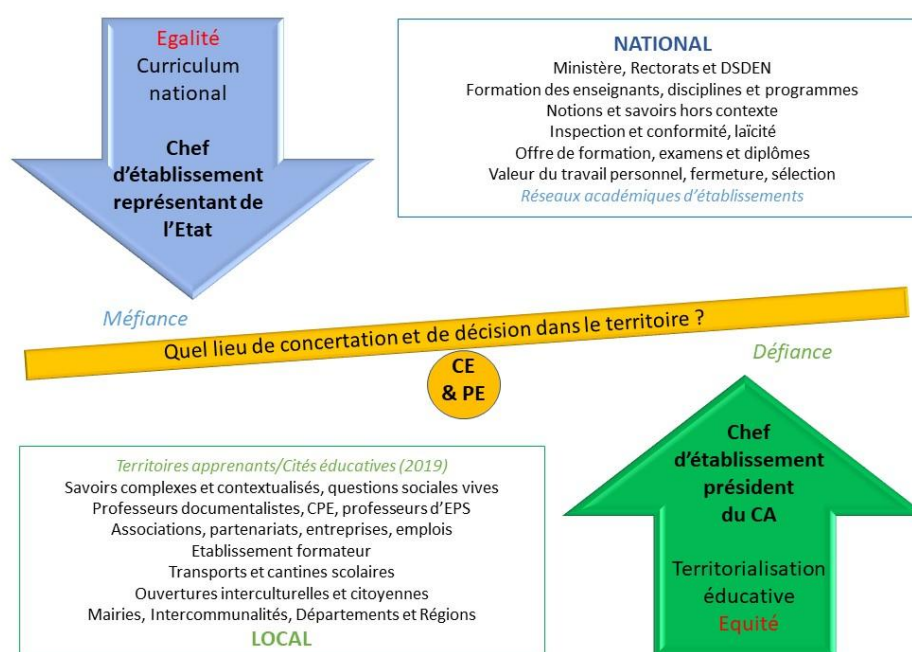 Egalité
Curriculum
national
Chef
d'établissement
représentant de
l'Etat
NATIONAL
Ministère, Rectorats et DSDEN
Formation des enseignants, disciplines et programmes
Notions et savoirs hors contexte
Inspection et conformité, laïcité
Offre de formation, examens et diplômes
Valeur du travail personnel, fermeture, sélection
Réseaux académiques d'établissements
Méfiance
Quel lieu de concertation et de décision dans le territoire ?
Défiance
CE
& PE
Territoires apprenants/Cités éducatives (2019)
Savoirs complexes et contextualisés, questions sociales vives
Professeurs documentalistes, CPE, professeurs d'EPS
Associations, partenariats, entreprises, emplois
Etablissement formateur
Transports et cantines scolaires
Ouvertures interculturelles et citoyennes
Mairies, Intercommunalités, Départements et Régions
LOCAL
Chef
d'établissement
président
du CA
Territorialisation
éducative
Equité